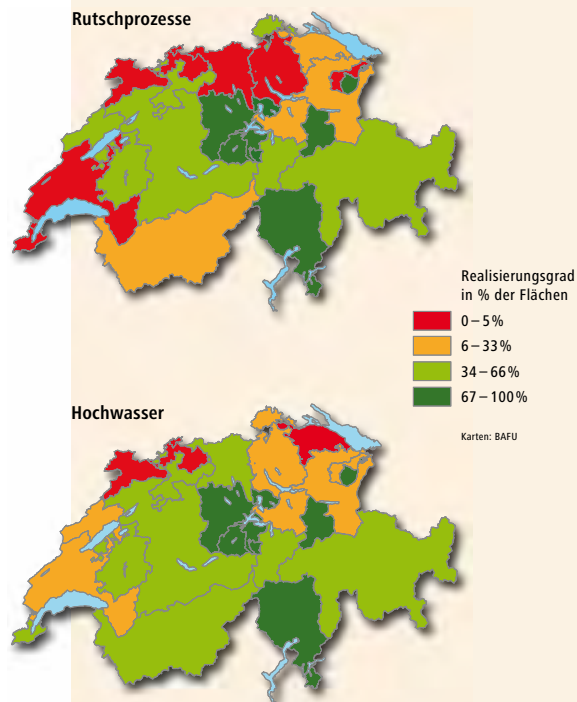 Rutschprozesse
Realisierungsgrad
in % der Flächen
0–5%
6–33%
34–66%
67–100%
Karten: BAFU
Hochwasser